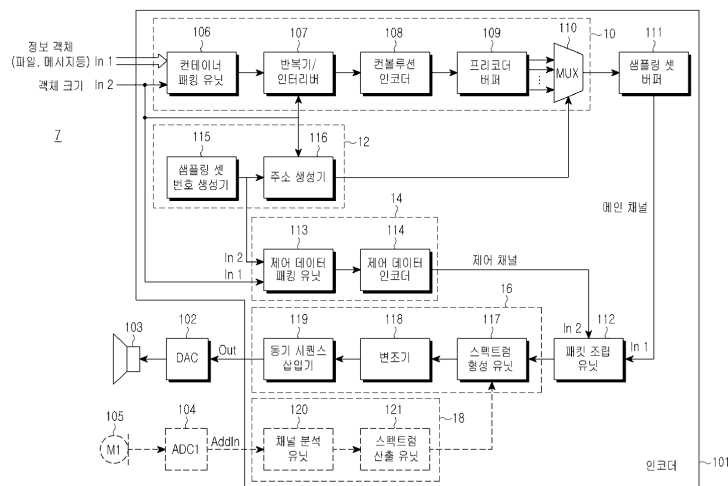 106
107
108
109
110
10
111
정보 객체
(파일, 메시지등) In 1
객체 크기 In 2
컨테이너
패킹 유닛
반복기/
인터리버
컨볼루션
인코더
프리코더
버퍼
MUX
샘플링 셋
버퍼
7
115
116
12
샘플링 셋
번호 생성기
주소 생성기
메인 채널
14
113
114
In 2
In 1
제어 데이터
패킹 유닛
제어 데이터
인코더
제어 채널
16
103
102
119
118
117
112
In 2
In 1
DAC
Out
동기 시퀀스
삽입기
변조기
스펙트럼
형성 유닛
패킷 조립
유닛
105
104
120
121
18
M1
ADC1
AddIn
채널 분석
유닛
스펙트럼
산출 유닛
인코더
101